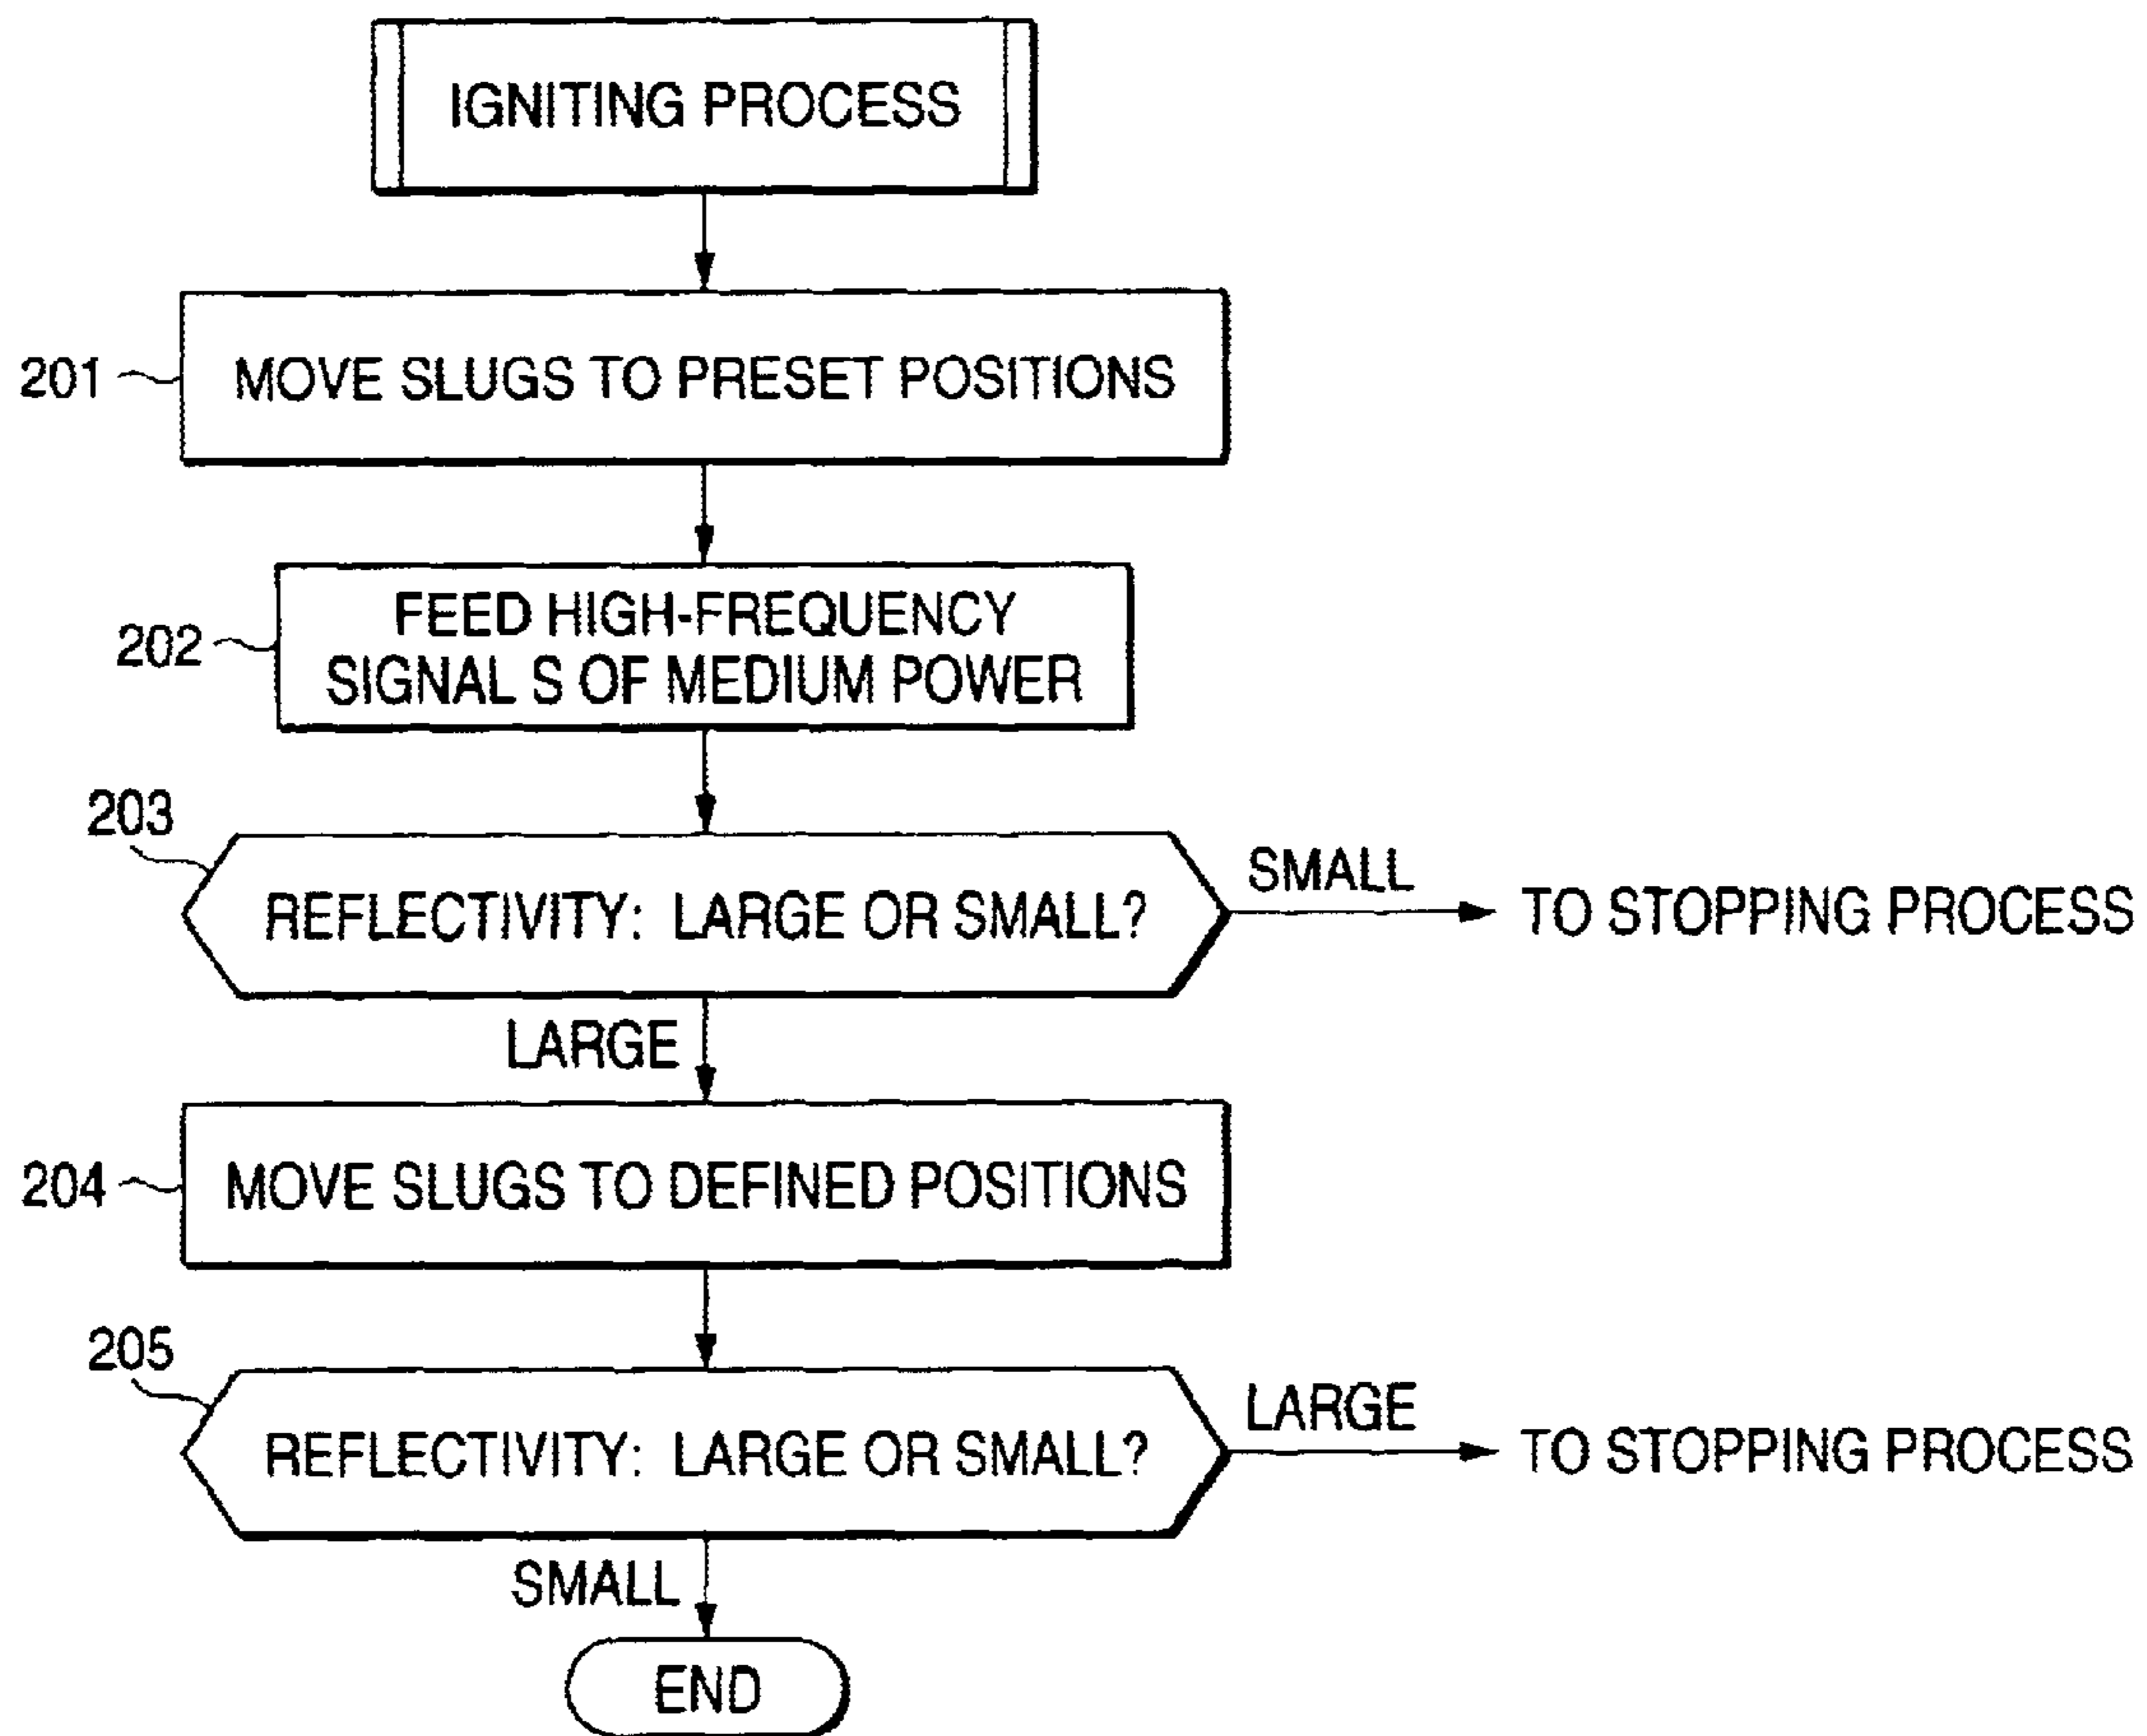 IGNITING PROCESS
201
MOVE SLUGS TO PRESET POSITIONS
202
FEED HIGH-FREQUENCY
SIGNAL S OF MEDIUM POWER
203
REFLECTIVITY: LARGE OR SMALL?
SMALL
TO STOPPING PROCESS
LARGE
204
MOVE SLUGS TO DEFINED POSITIONS
205
REFLECTIVITY: LARGE OR SMALL?
LARGE
TO STOPPING PROCESS
SMALL
END